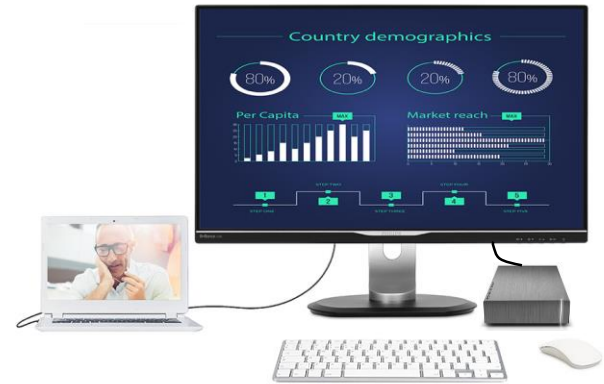 Country demographics
80%
20%
20%
80%
Per Capita
MAX
Market reach
MAX
STEP TWO
STEP FOUR
1
2
3
4
5
STEP ONE
STEP THREE
STEP FIVE
PHILIPS